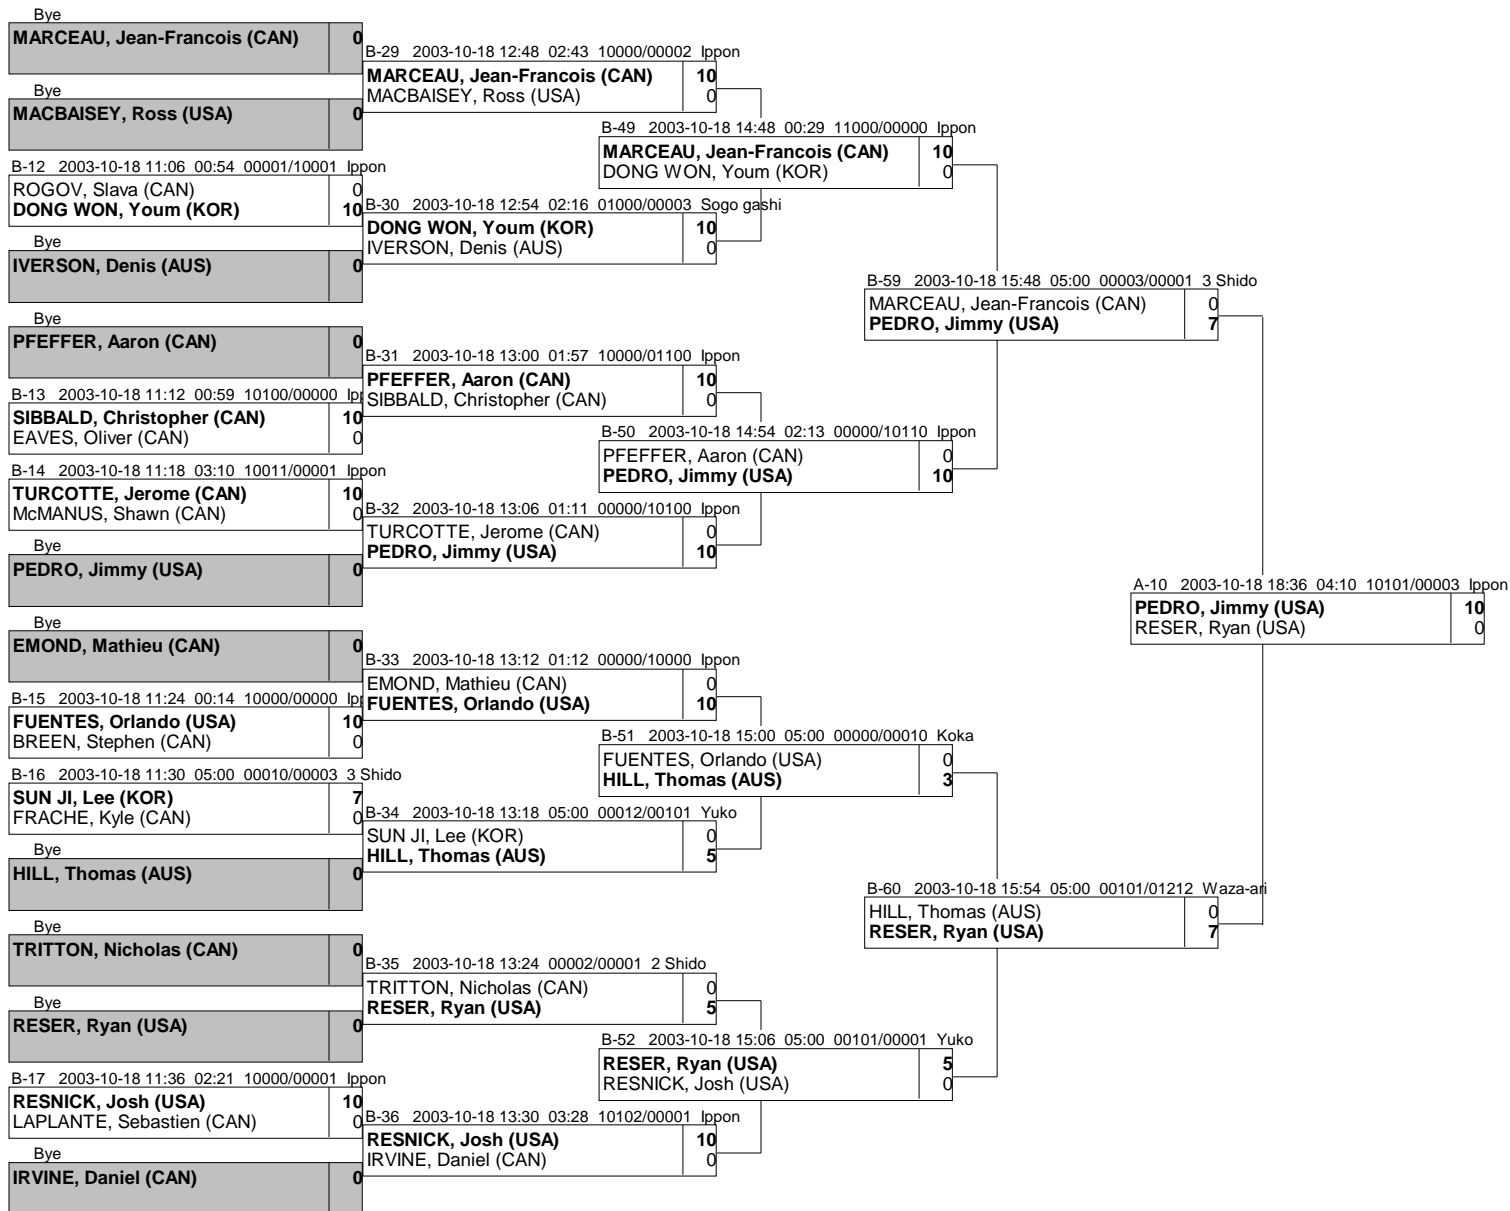 Bye
MARCEAU, Jean-Francois (CAN) 0
Bye
MACBAISEY, Ross (USA) 0
B-12 2003-10-18 11:06 00:54 00001/10001 Ippon
ROGOV, Slava (CAN) 0
DONG WON, Youm (KOR) 10
Bye
IVERSON, Denis (AUS) 0
Bye
PFEFFER, Aaron (CAN) 0
B-13 2003-10-18 11:12 00:59 10100/00000 Ip
SIBBALD, Christopher (CAN) 10
EAVES, Oliver (CAN) 0
B-14 2003-10-18 11:18 03:10 10011/00001 Ippon
TURCOTTE, Jerome (CAN) 10
McMANUS, Shawn (CAN) 0
Bye
PEDRO, Jimmy (USA) 0
Bye
EMOND, Mathieu (CAN) 0
B-15 2003-10-18 11:24 00:14 10000/00000 Ip
FUENTES, Orlando (USA) 10
BREEN, Stephen (CAN) 0
B-16 2003-10-18 11:30 05:00 00010/00003 3 Shido
SUN JI, Lee (KOR) 7
FRACHE, Kyle (CAN) 0
Bye
HILL, Thomas (AUS) 0
Bye
TRITTON, Nicholas (CAN) 0
Bye
RESER, Ryan (USA) 0
B-17 2003-10-18 11:36 02:21 10000/00001 Ippon
RESNICK, Josh (USA) 10
LAPLANTE, Sebastien (CAN) 0
Bye
IRVINE, Daniel (CAN) 0
B-29 2003-10-18 12:48 02:43 10000/00002 Ippon
MARCEAU, Jean-Francois (CAN) 10
MACBAISEY, Ross (USA) 0
B-30 2003-10-18 12:54 02:16 01000/00003 Sogo gashi
DONG WON, Youm (KOR) 10
IVERSON, Denis (AUS) 0
B-31 2003-10-18 13:00 01:57 10000/01100 Ippon
PFEFFER, Aaron (CAN) 10
SIBBALD, Christopher (CAN) 0
B-32 2003-10-18 13:06 01:11 00000/10100 Ippon
TURCOTTE, Jerome (CAN) 0
PEDRO, Jimmy (USA) 10
B-33 2003-10-18 13:12 01:12 00000/10000 Ippon
EMOND, Mathieu (CAN) 0
FUENTES, Orlando (USA) 10
B-34 2003-10-18 13:18 05:00 00012/00101 Yuko
SUN JI, Lee (KOR) 0
HILL, Thomas (AUS) 5
B-35 2003-10-18 13:24 00002/00001 2 Shido
TRITTON, Nicholas (CAN) 0
RESER, Ryan (USA) 5
B-36 2003-10-18 13:30 03:28 10102/00001 Ippon
RESNICK, Josh (USA) 10
IRVINE, Daniel (CAN) 0
B-49 2003-10-18 14:48 00:29 11000/00000 Ippon
MARCEAU, Jean-Francois (CAN) 10
DONG WON, Youm (KOR) 0
B-50 2003-10-18 14:54 02:13 00000/10110 Ippon
PFEFFER, Aaron (CAN) 0
PEDRO, Jimmy (USA) 10
B-51 2003-10-18 15:00 05:00 00000/00010 Koka
FUENTES, Orlando (USA) 0
HILL, Thomas (AUS) 3
B-52 2003-10-18 15:06 05:00 00101/00001 Yuko
RESER, Ryan (USA) 5
RESNICK, Josh (USA) 0
B-59 2003-10-18 15:48 05:00 00003/00001 3 Shido
MARCEAU, Jean-Francois (CAN) 0
PEDRO, Jimmy (USA) 7
B-60 2003-10-18 15:54 05:00 00101/01212 Waza-ari
HILL, Thomas (AUS) 0
RESER, Ryan (USA) 7
A-10 2003-10-18 18:36 04:10 10101/00003 Ippon
PEDRO, Jimmy (USA) 10
RESER, Ryan (USA) 0